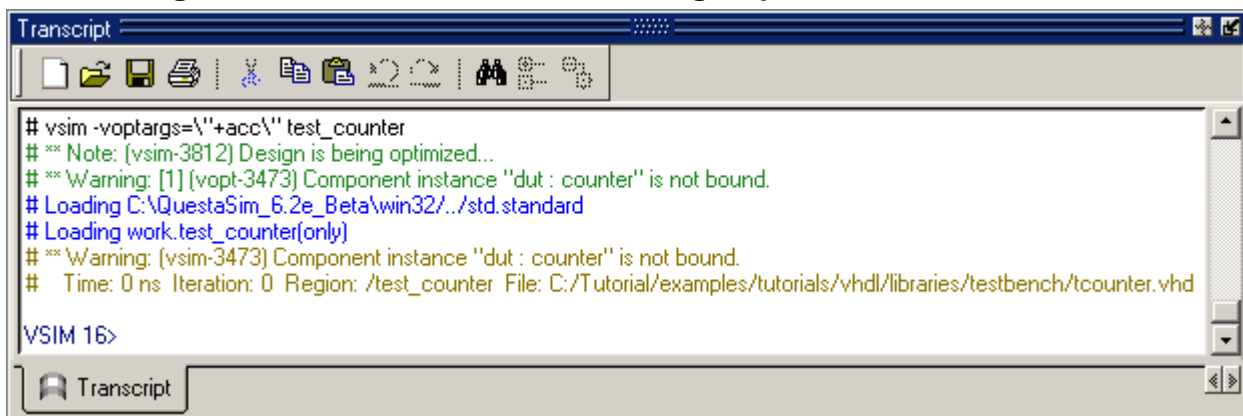 Transcript
# vsim -voptargs=\"+acc\" test_counter
# ** Note: (vsim-3812) Design is being optimized...
# ** Warning: [1] (vopt-3473) Component instance "dut : counter" is not bound.
# Loading C:\QuestaSim_6.2e_Beta\win32/../std.standard
# Loading work.test_counter(only)
# ** Warning: (vsim-3473) Component instance "dut : counter" is not bound.
#    Time: 0 ns  Iteration: 0  Region: /test_counter  File: C:/Tutorial/examples/tutorials/vhdl/libraries/testbench/tcounter.vhd
VSIM 16>
Transcript